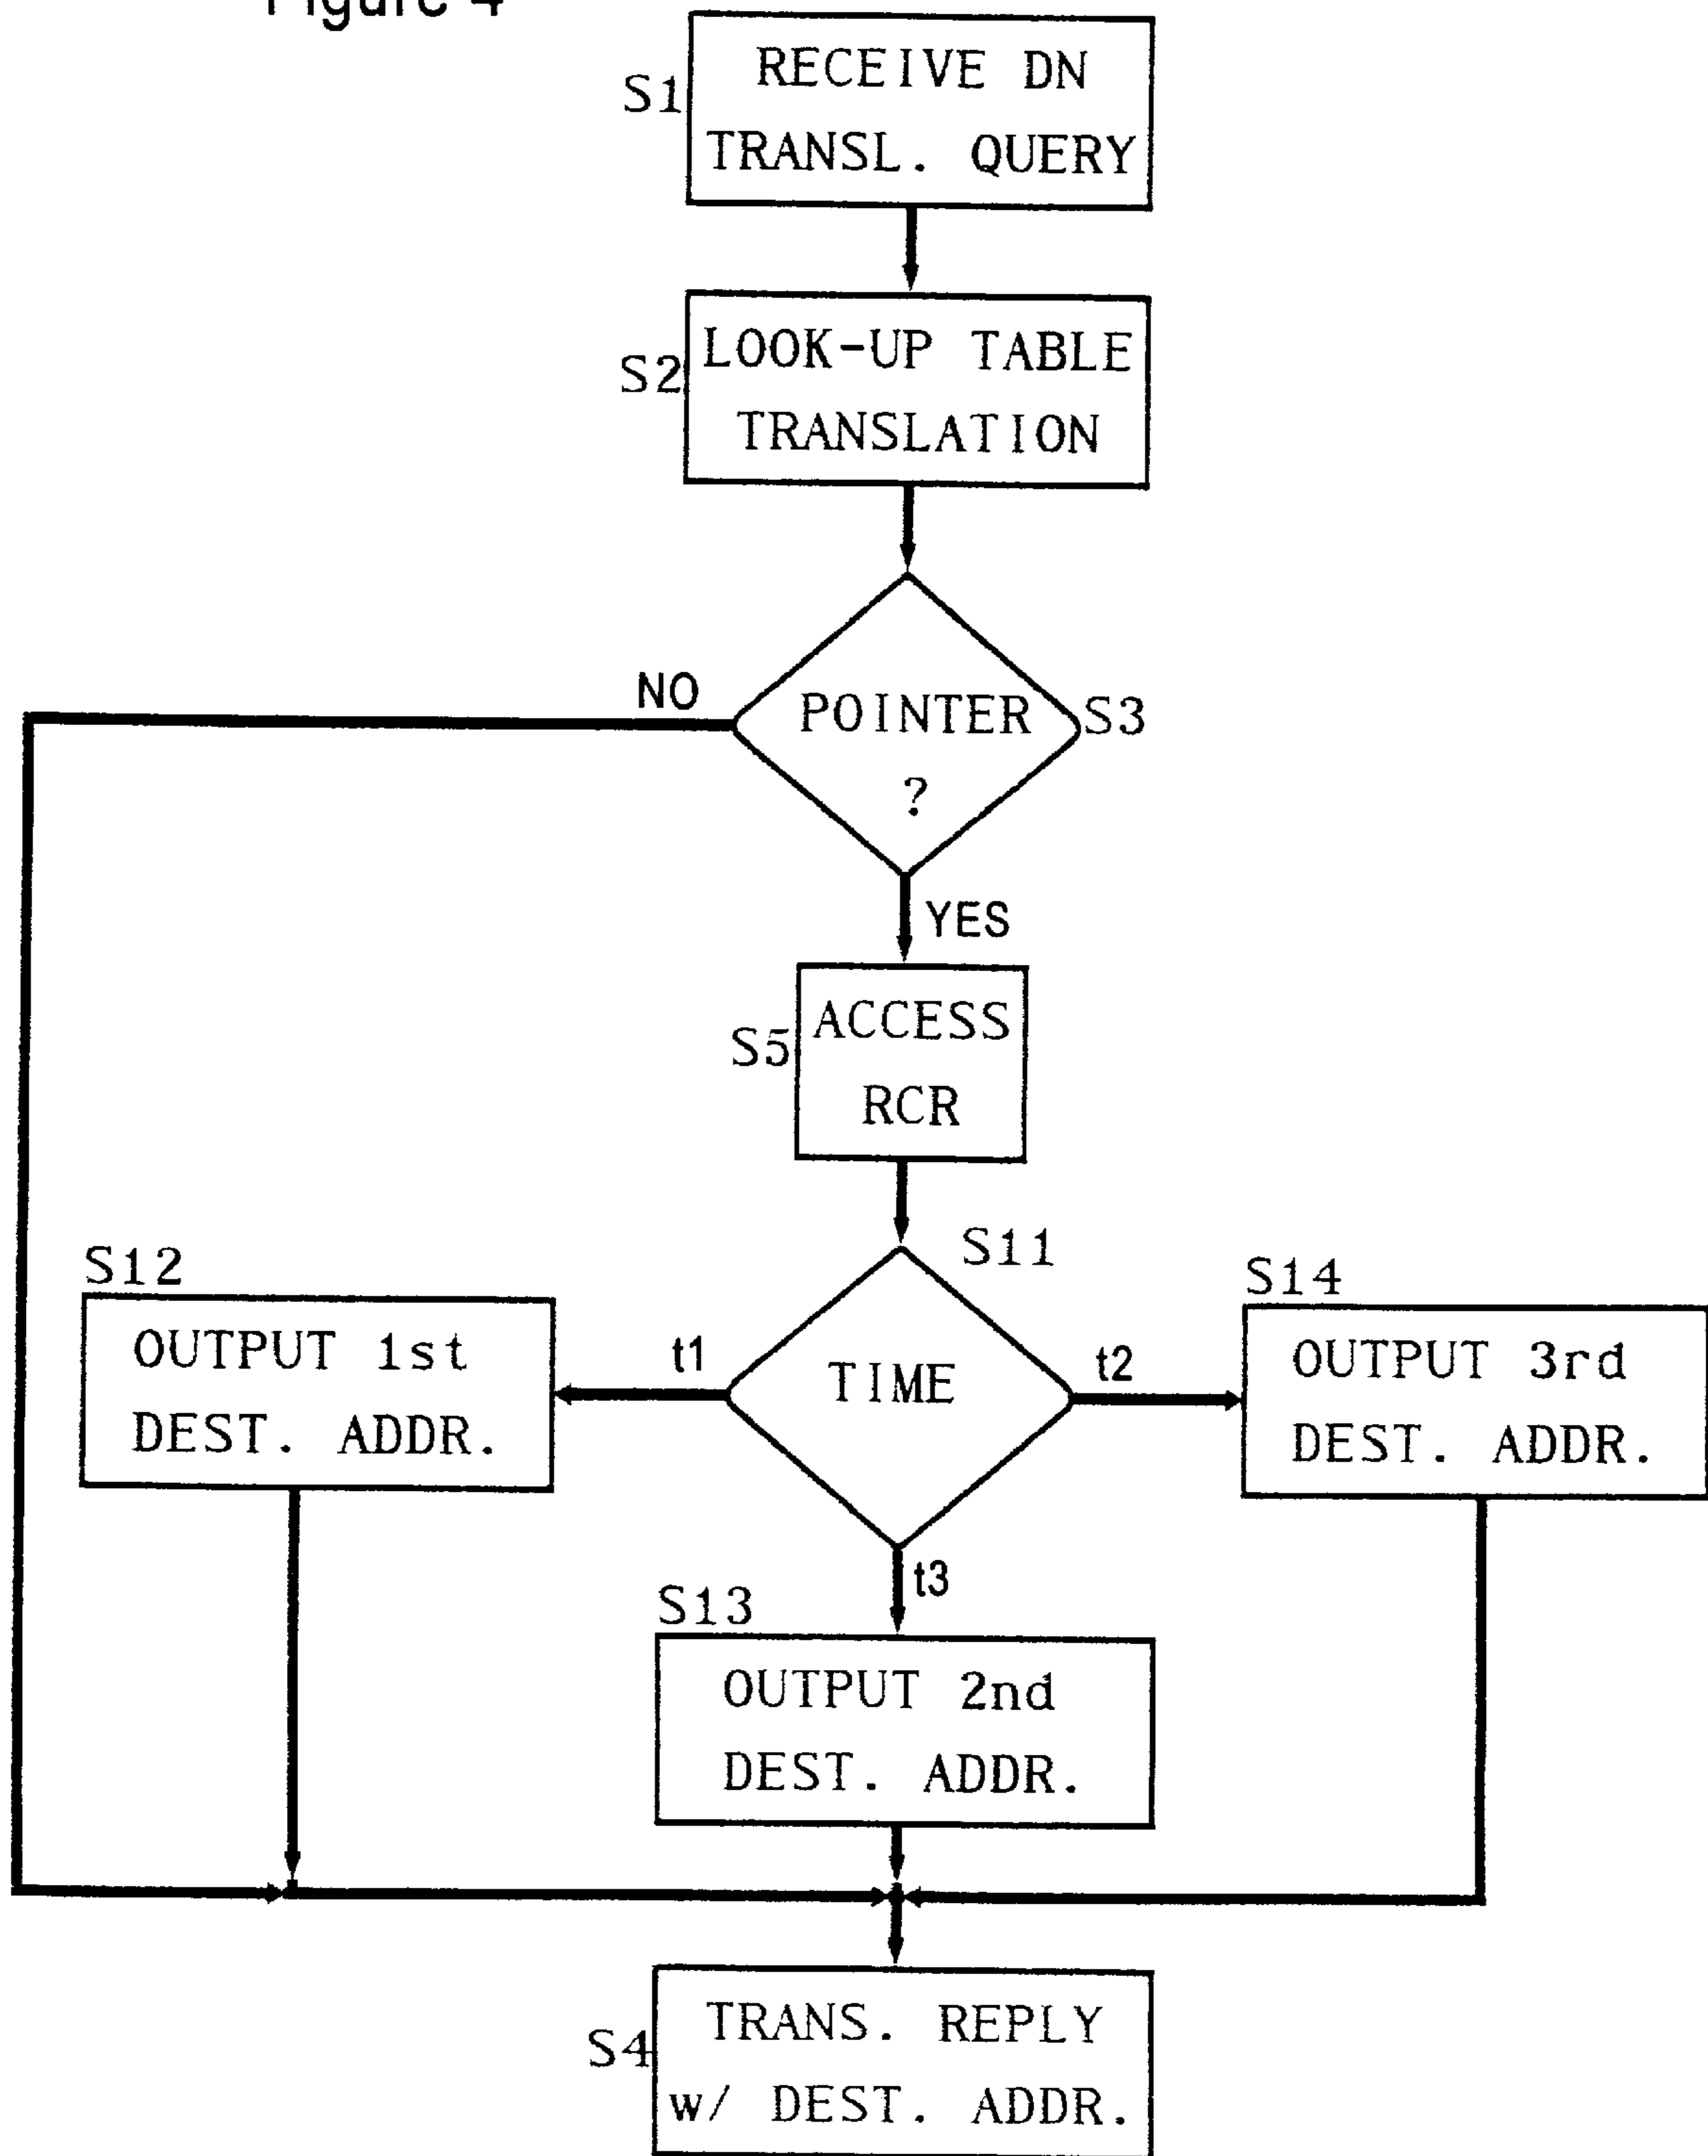 Figure 4
RECEIVE DN
S1
TRANSL. QUERY
LOOK-UP TABLE
S2
TRANSLATION
NO
POINTER
S3
?
YES
ACCESS
S5
RCR
S11
S12
S14
OUTPUT 1st
DEST. ADDR.
t1
TIME
t2
OUTPUT 3rd
DEST. ADDR.
t3
S13
OUTPUT 2nd
DEST. ADDR.
TRANS. REPLY
S4
w/ DEST. ADDR.